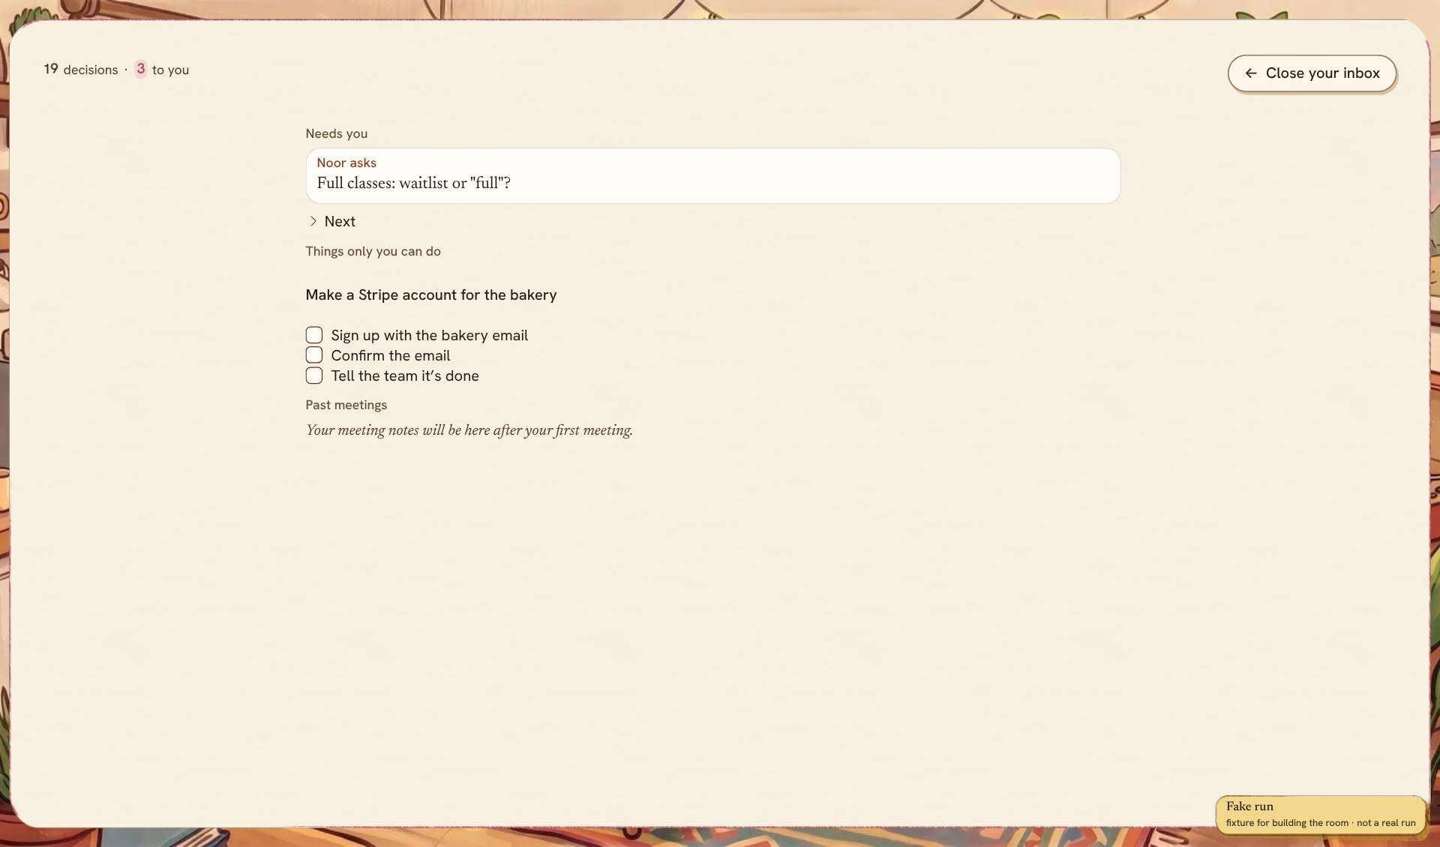 19 decisions · 3 to you
← Close your inbox
Needs you
Noor asks
Full classes: waitlist or "full"?
Next
Things only you can do
Make a Stripe account for the bakery
Sign up with the bakery email
Confirm the email
Tell the team it’s done
Past meetings
Your meeting notes will be here after your first meeting.
Fake run
fixture for building the room · not a real run